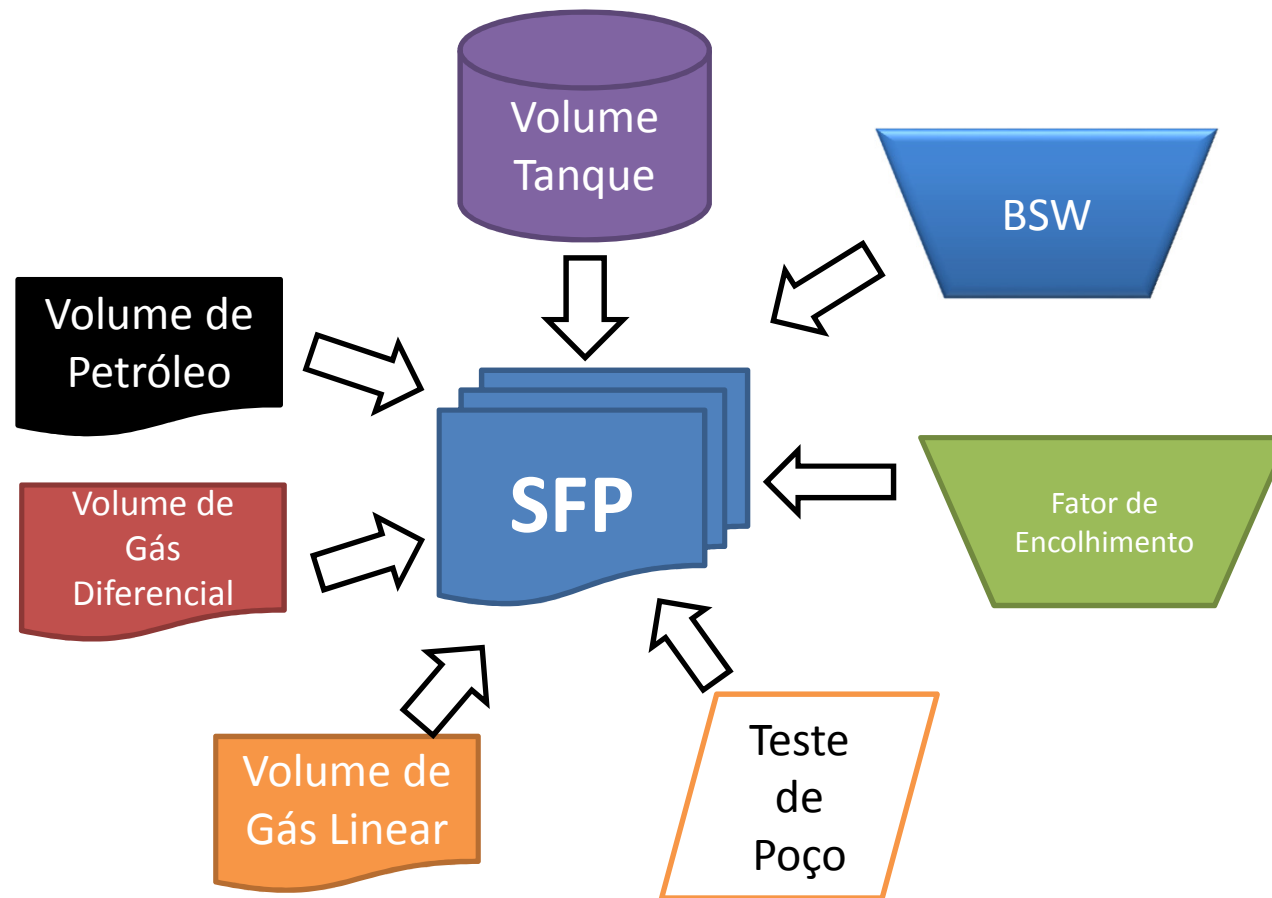 Volume
Tanque
BSW
Volume de
Petróleo
SFP
Volume de
Gás
Diferencial
Fator de
Encolhimento
Volume de
Gás Linear
Teste
de
Poço